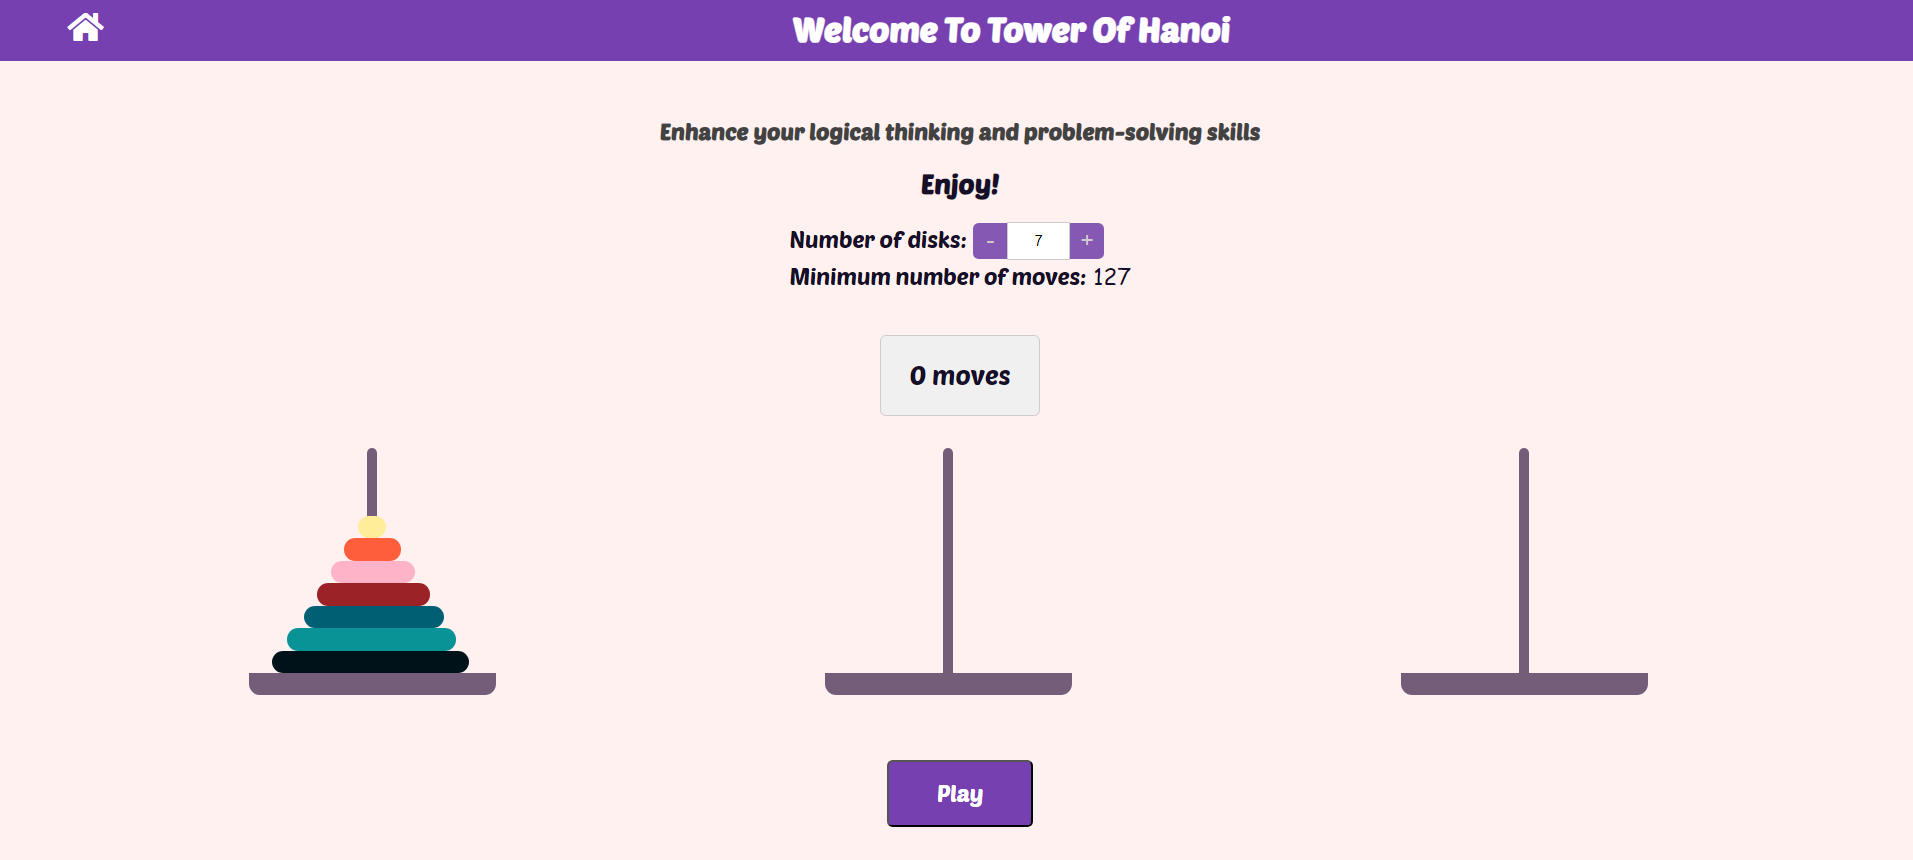 Welcome To Tower Of Hanoi
Enhance your logical thinking and problem-solving skills
Enjoy!
Number of disks: - 7 +
Minimum number of moves: 127
0 moves
Play